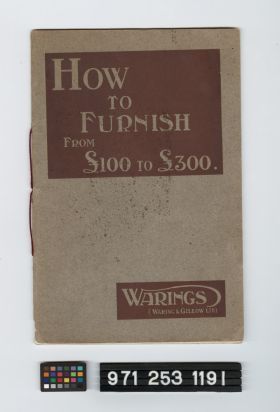 HOW
TO
FURNISH
FROM
£100 TO £300.
WARINGS
(WARING & GILLOW LTD)
971 253 1191